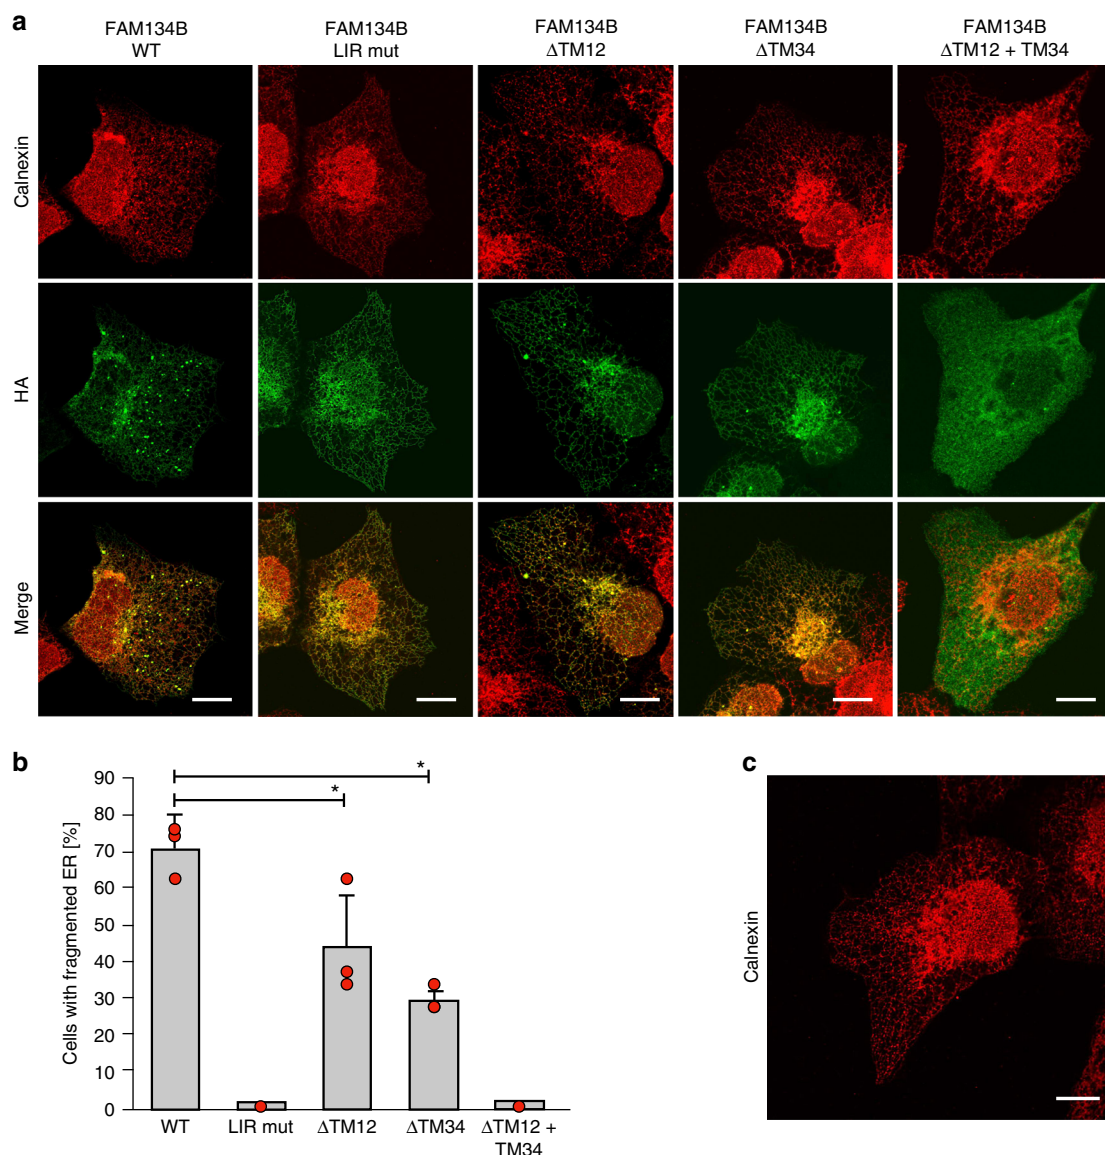 a
FAM134B
WT
FAM134B
LIR mut
FAM134B
ΔTM12
FAM134B
ΔTM34
FAM134B
ΔTM12 + TM34
Calnexin
HA
Merge
b
Cells with fragmented ER [%]
90
80
70
60
50
40
30
20
10
0
*
*
WT
LIR mut
ΔTM12
ΔTM34
ΔTM12 +
TM34
c
Calnexin